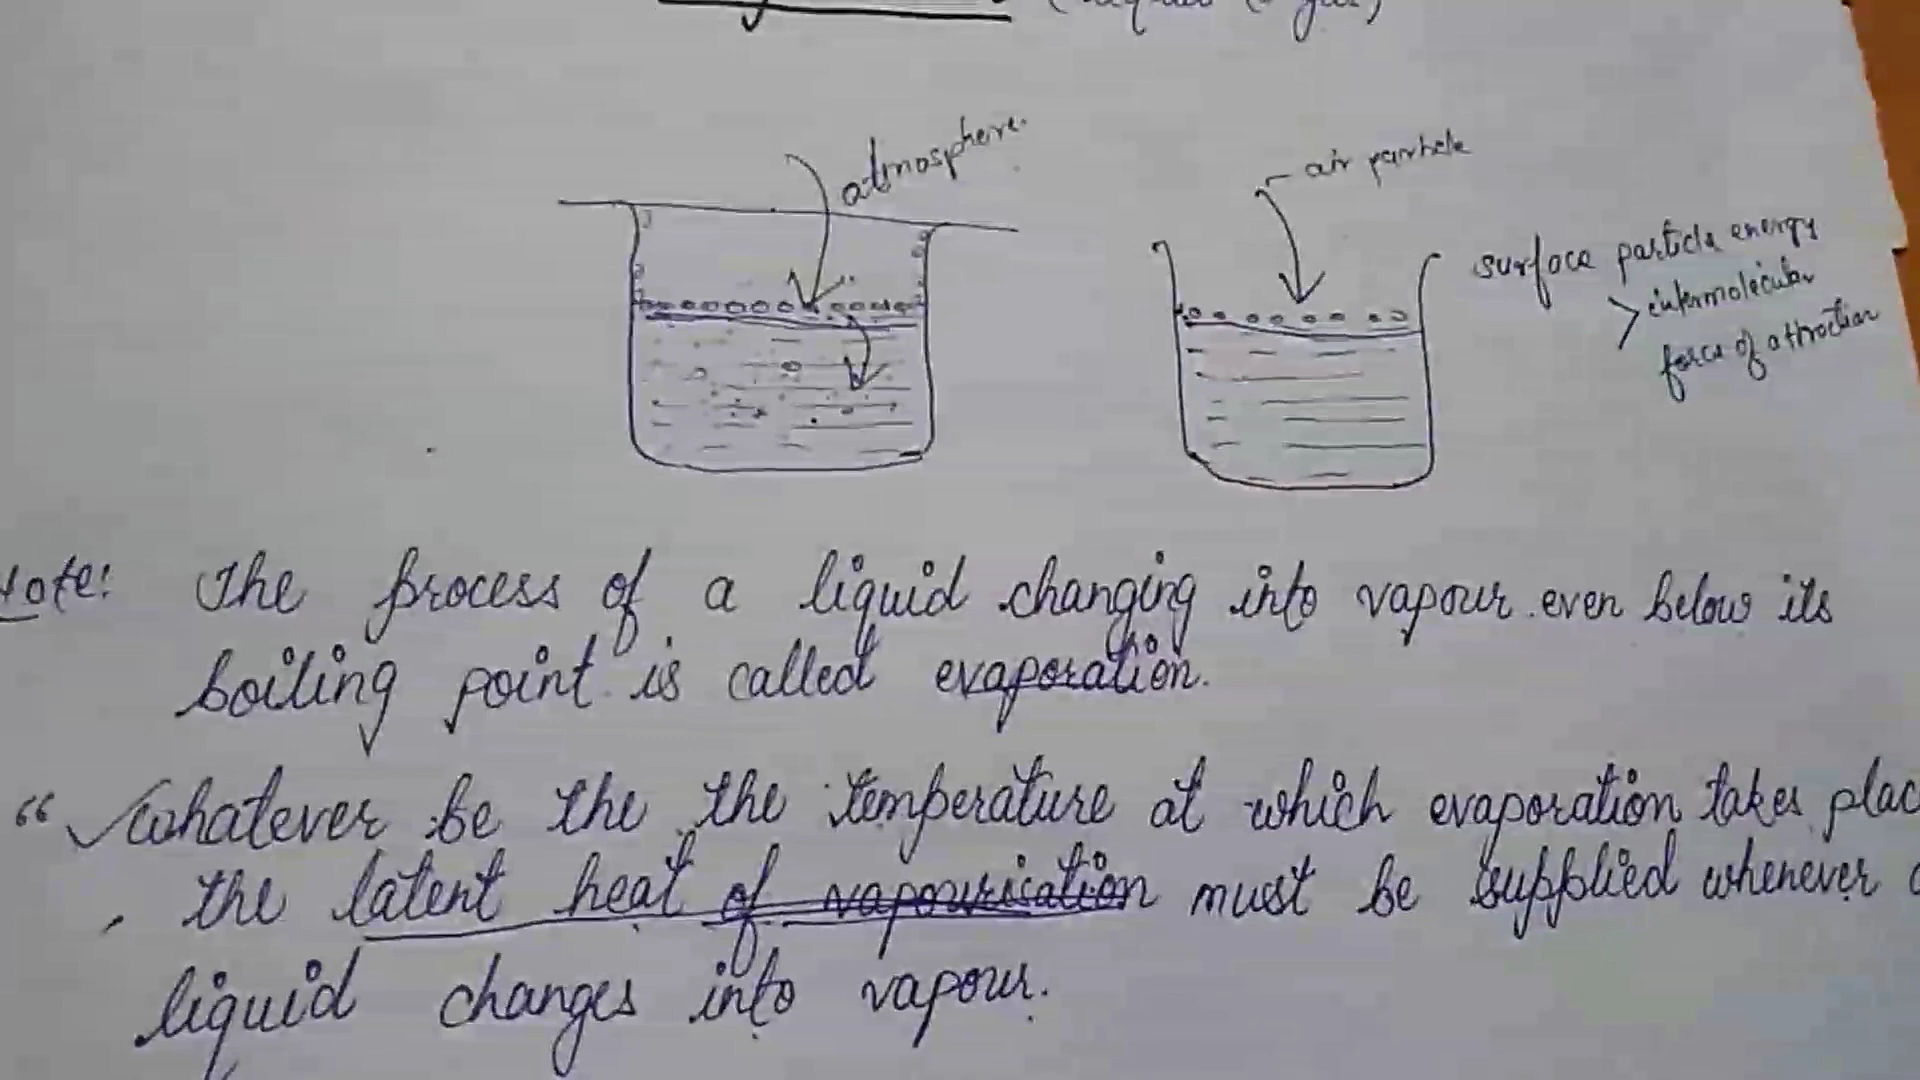 atmosphere
air particle
surface particle energy
> intermolecular
force of attraction
Note: The process of a liquid changing into vapour even below its
boiling point is called evaporation.
“ Whatever be the the temperature at which evaporation takes plac
, the latent heat of vapourication must be supplied whenever
liquid changes into vapour.